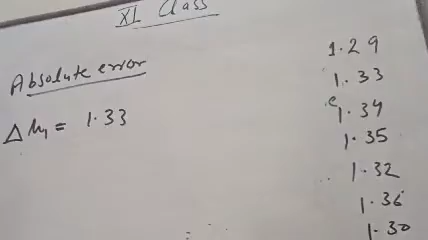 XI Class
Absolute error
Δμ₁ = 1.33
1.29
1.33
1.34
1.35
1.32
1.36
1.30